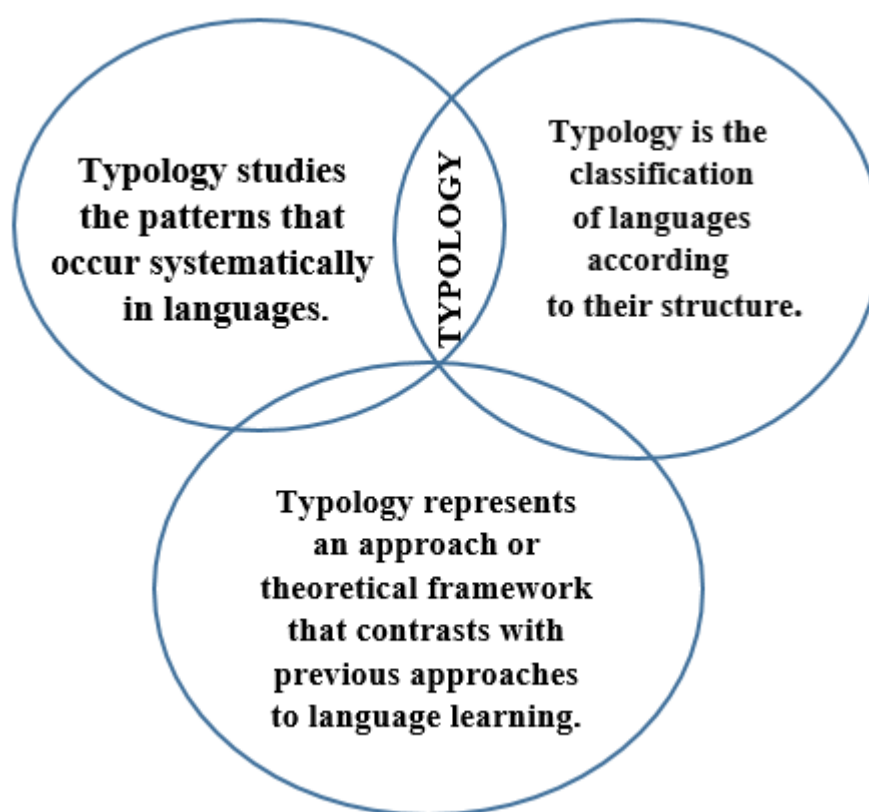 Typology studies
the patterns that
occur systematically
in languages.
TYPOLOGY
Typology is the
classification
of languages
according
to their structure.
Typology represents
an approach or
theoretical framework
that contrasts with
previous approaches
to language learning.